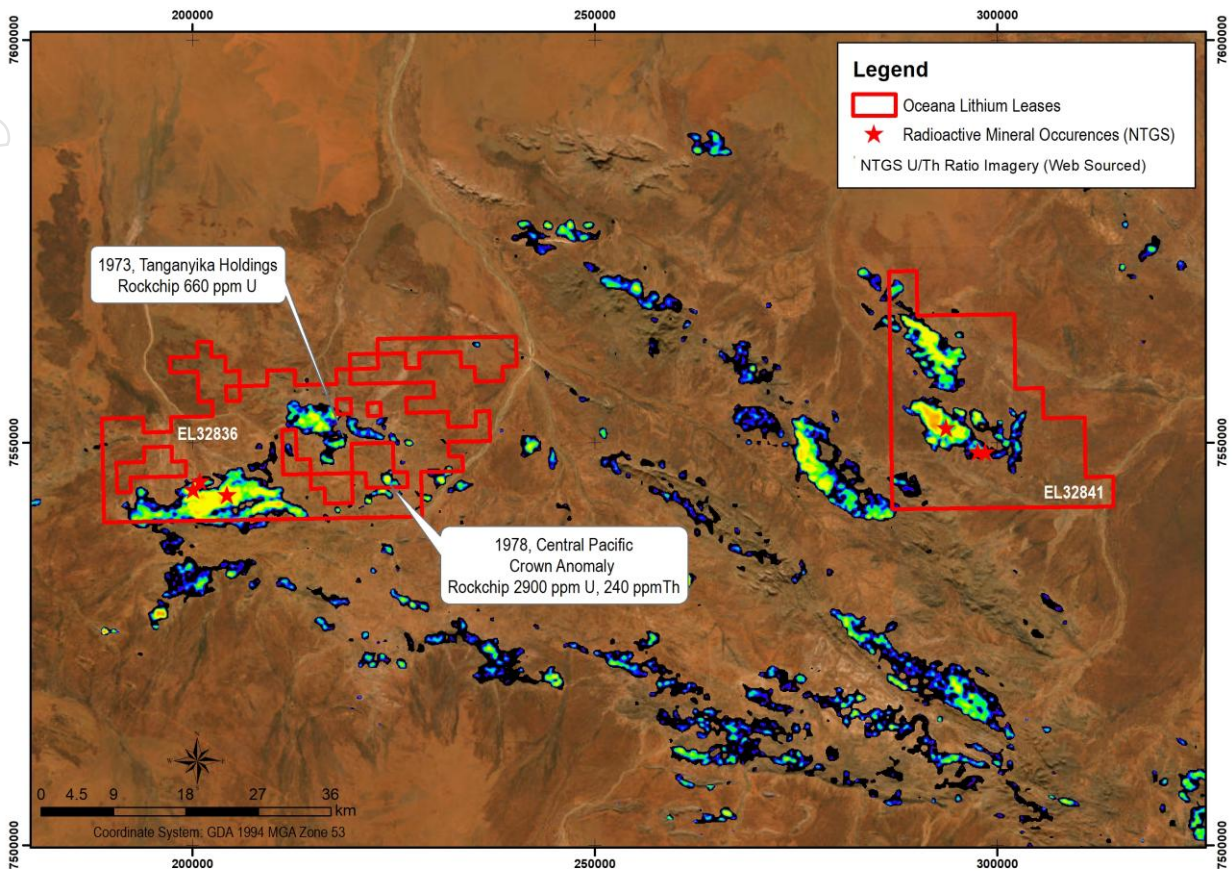 200000
250000
300000
7600000
7600000
Legend
Oceana Lithium Leases
Radioactive Mineral Occurences (NTGS)
NTGS U/Th Ratio Imagery (Web Sourced)
1973, Tanganyika Holdings
Rockchip 660 ppm U
EL32836
7550000
7550000
EL32841
1978, Central Pacific
Crown Anomaly
Rockchip 2900 ppm U, 240 ppmTh
N
0 4.5 9 18 27 36
km
Coordinate System: GDA 1994 MGA Zone 53
7500000
7500000
200000
250000
300000